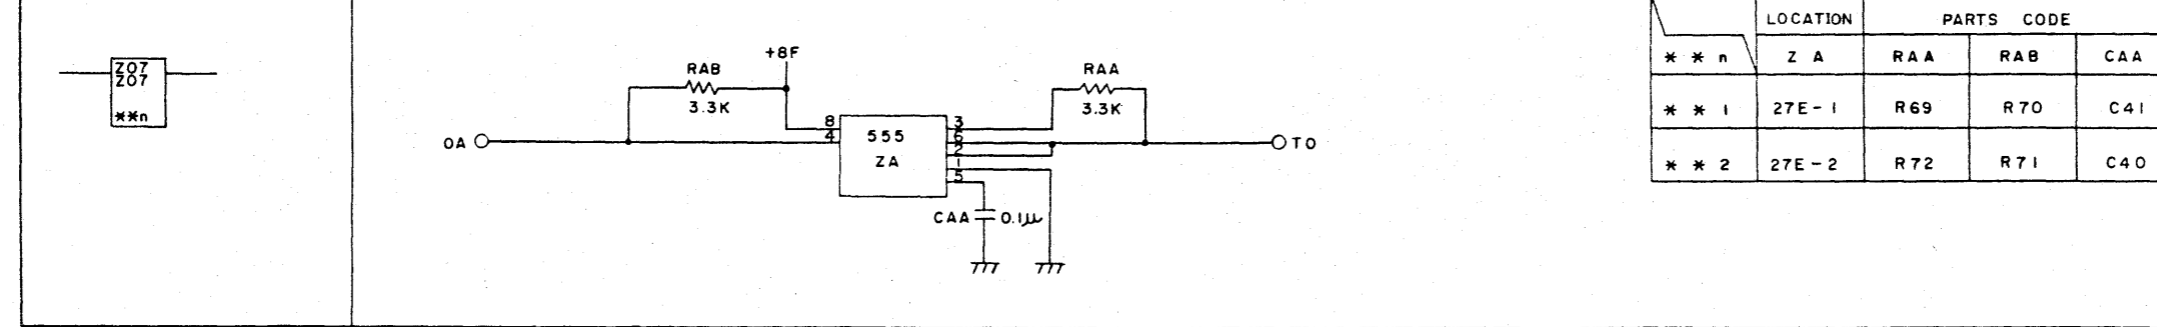 Z07
Z07
**n
+8F
RAB
3.3K
OA
8
4
555
ZA
3
6
2
1
5
RAA
3.3K
TO
CAA 0.1µ
LOCATION PARTS CODE
* * n Z A RAA RAB CAA
* * 1 27E-1 R69 R70 C41
* * 2 27E-2 R72 R71 C40